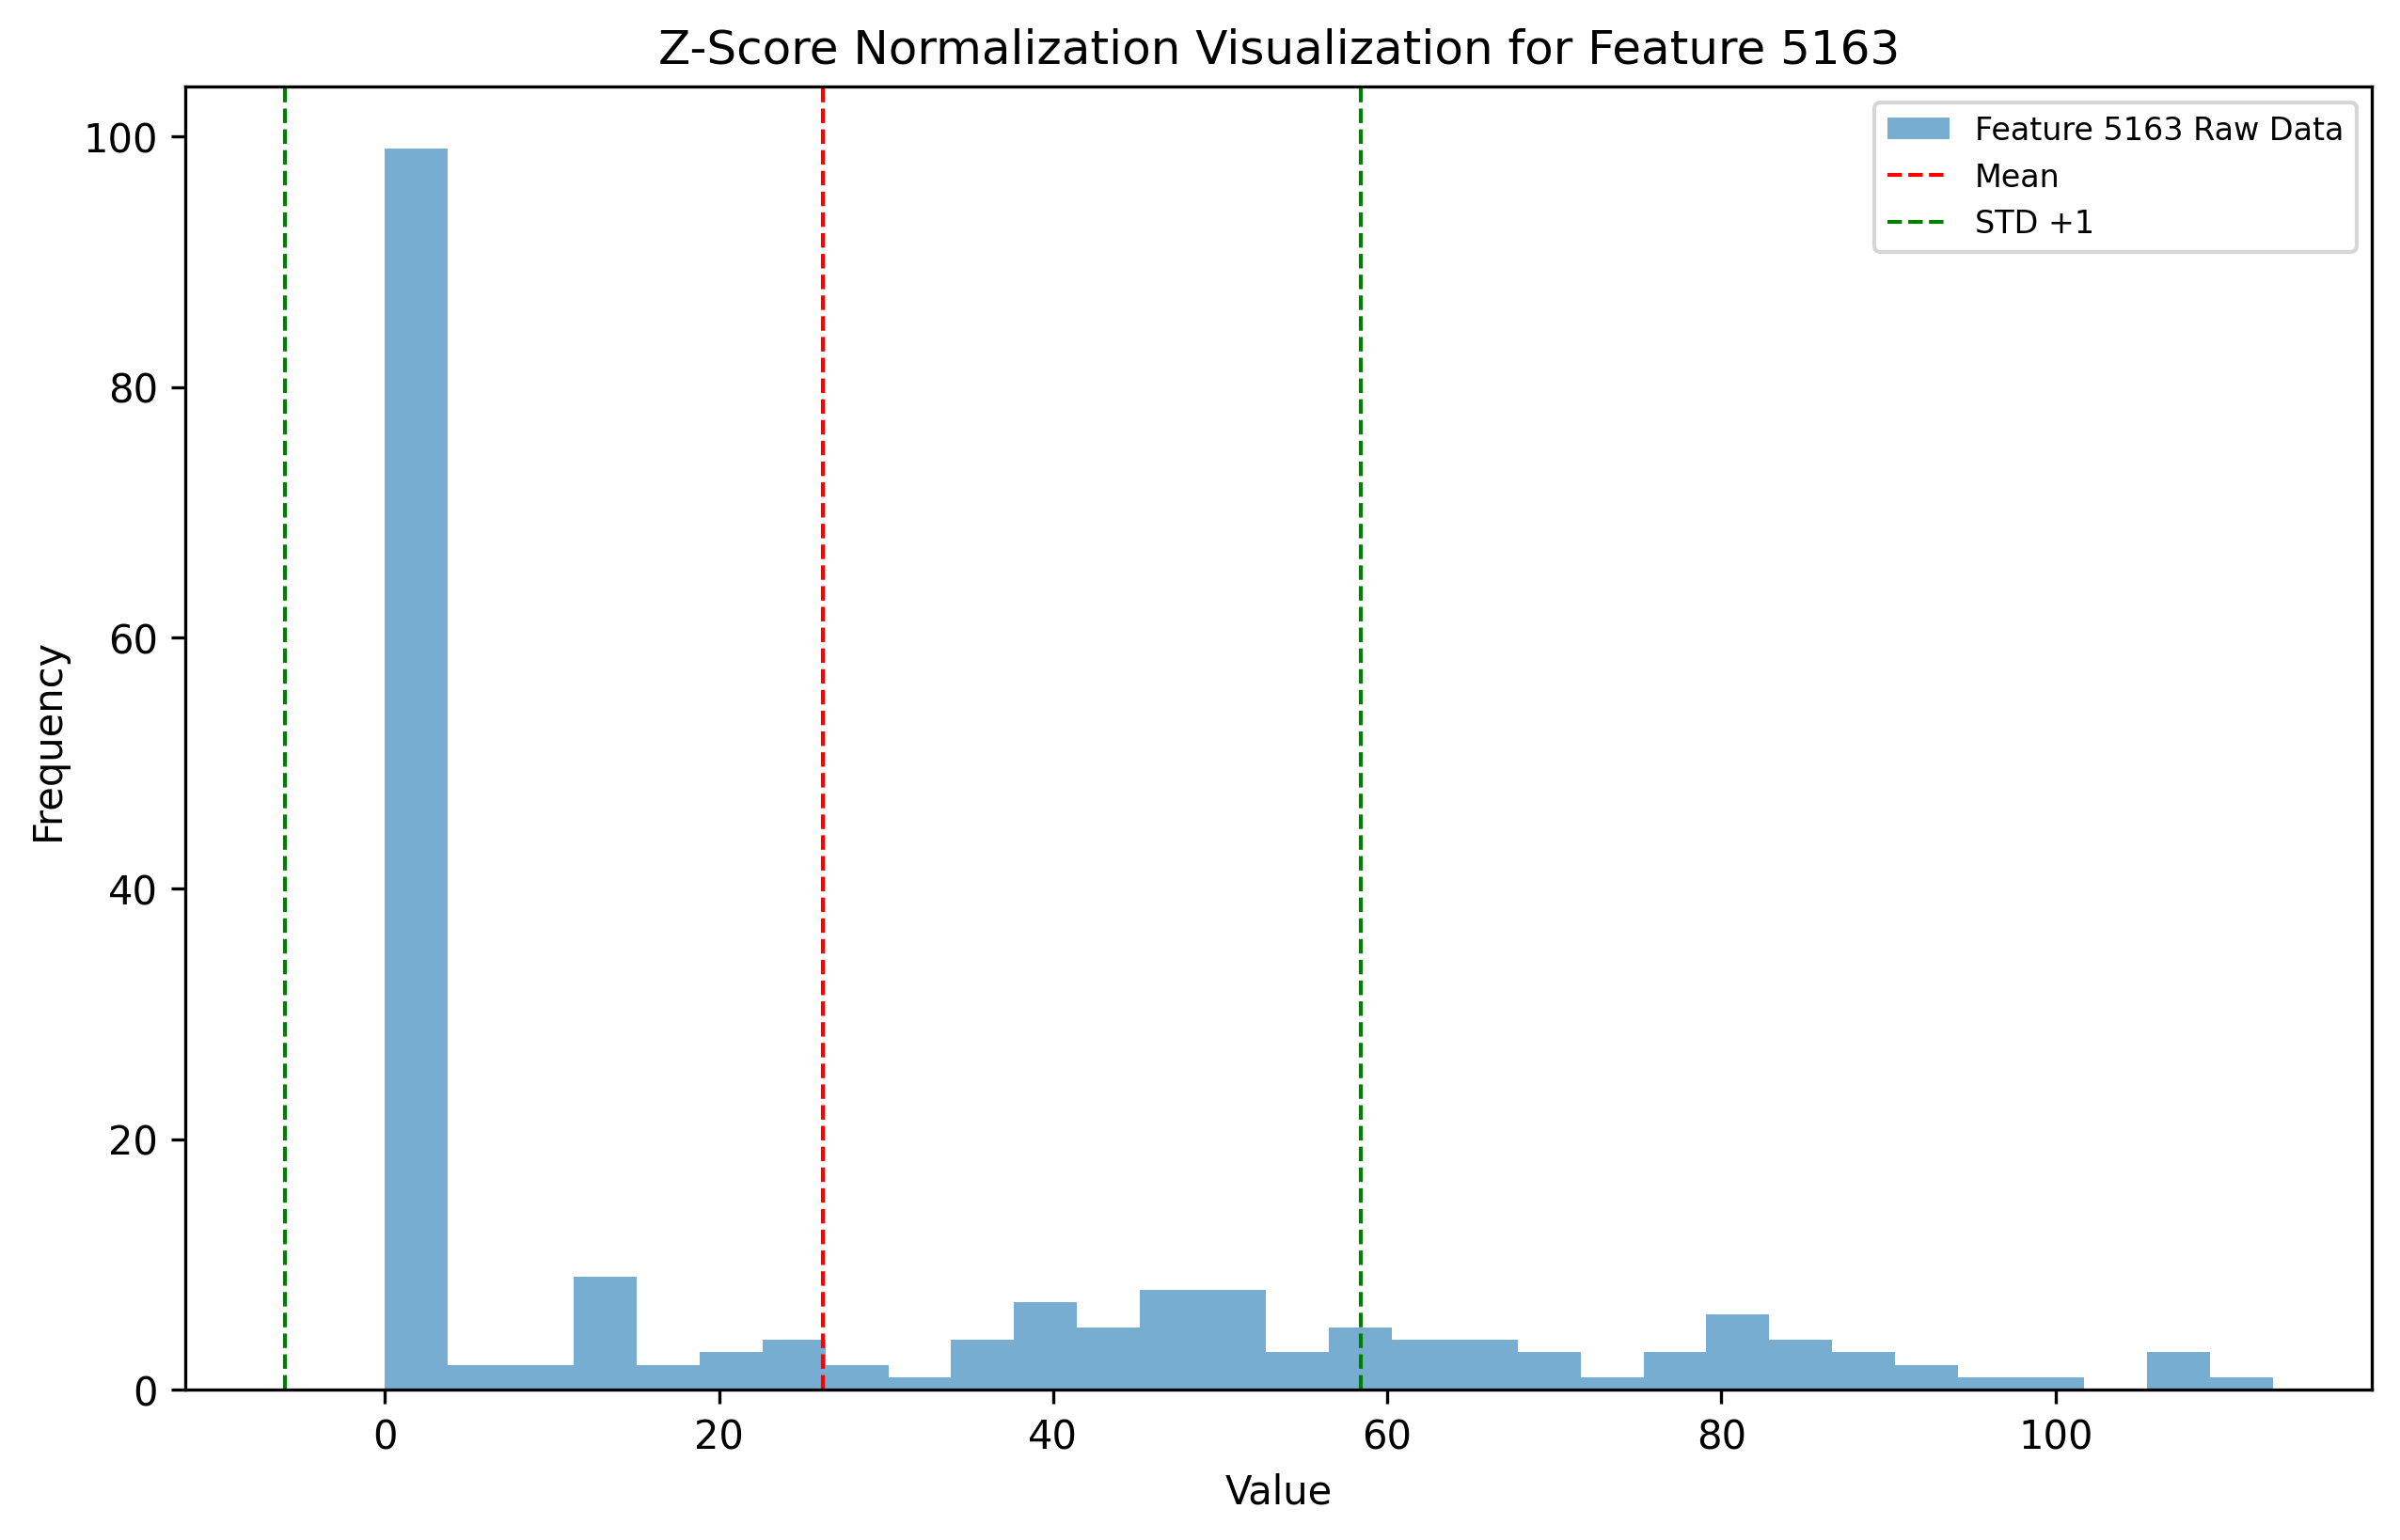 Z-Score Normalization Visualization for Feature 5163
Feature 5163 Raw Data
Mean
STD +1
100
80
60
40
20
0
Frequency
0 20 40 60 80 100
Value